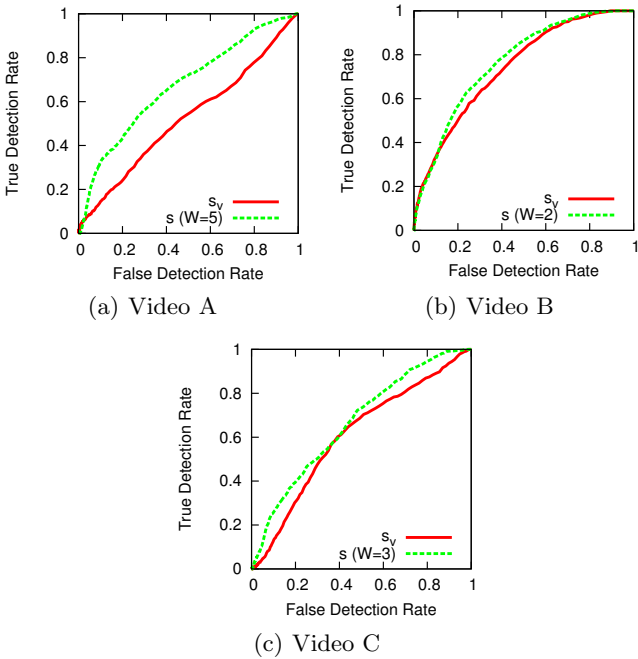 1
0.8
0.6
0.4
0.2
0
0 0.2 0.4 0.6 0.8 1
True Detection Rate
False Detection Rate
s_v
s (W=5)
(a) Video A
1
0.8
0.6
0.4
0.2
0
0 0.2 0.4 0.6 0.8 1
True Detection Rate
False Detection Rate
s_v
s (W=2)
(b) Video B
1
0.8
0.6
0.4
0.2
0
0 0.2 0.4 0.6 0.8 1
True Detection Rate
False Detection Rate
s_v
s (W=3)
(c) Video C